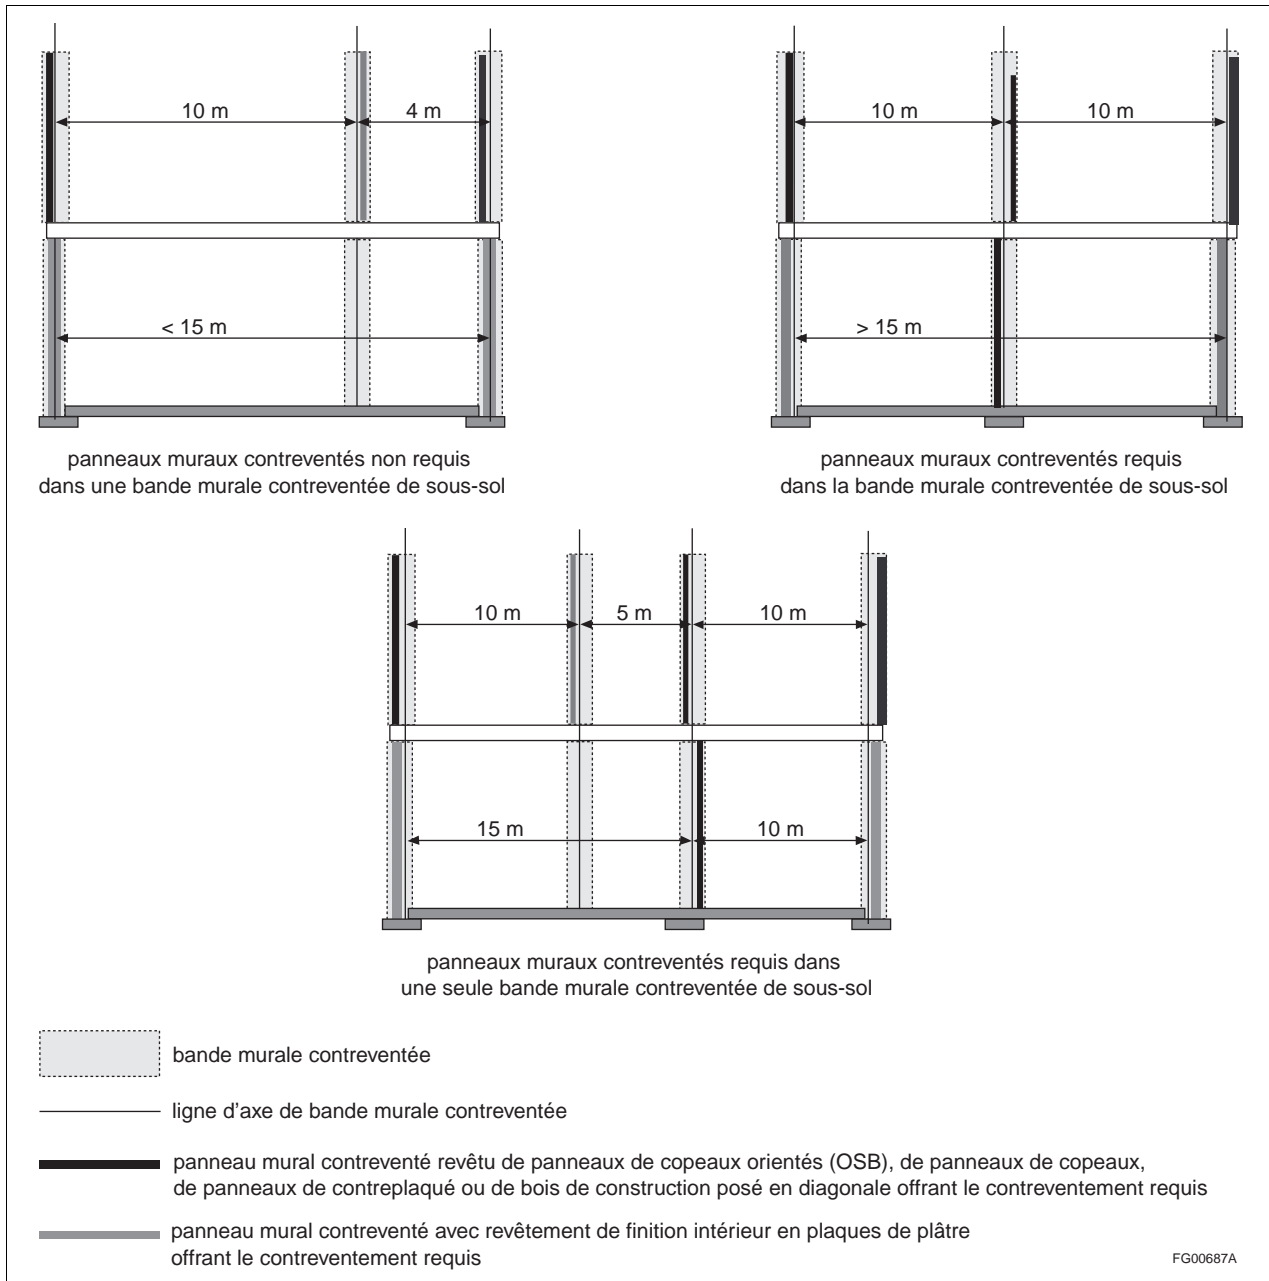 10 m
4 m
< 15 m
panneaux muraux contreventés non requis
dans une bande murale contreventée de sous-sol
10 m
10 m
> 15 m
panneaux muraux contreventés requis
dans la bande murale contreventée de sous-sol
10 m
5 m
10 m
15 m
10 m
panneaux muraux contreventés requis dans
une seule bande murale contreventée de sous-sol
bande murale contreventée
ligne d'axe de bande murale contreventée
panneau mural contreventé revêtu de panneaux de copeaux orientés (OSB), de panneaux de copeaux,
de panneaux de contreplaqué ou de bois de construction posé en diagonale offrant le contreventement requis
panneau mural contreventé avec revêtement de finition intérieur en plaques de plâtre
offrant le contreventement requis
FG00687A